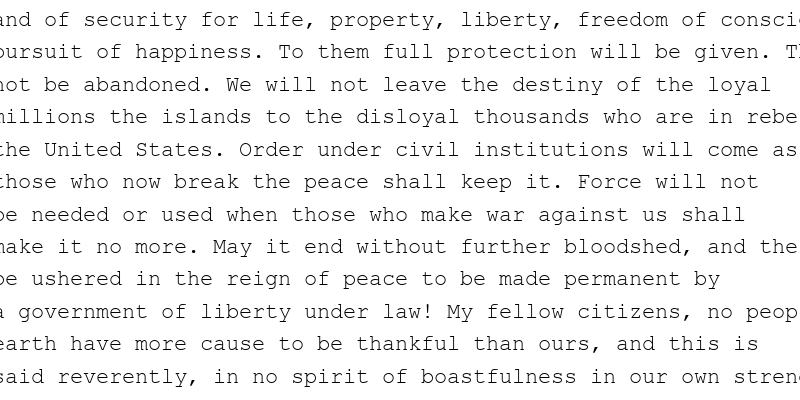 and of security for life, property, liberty, freedom of
pursuit of happiness. To them full protection will be given.
not be abandoned. We will not leave the destiny of the loyal
millions the islands to the disloyal thousands who are in
the United States. Order under civil institutions will come as
those who now break the peace shall keep it. Force will not
be needed or used when those who make war against us shall
make it no more. May it end without further bloodshed, and the
be ushered in the reign of peace to be made permanent by
a government of liberty under law! My fellow citizens, no
earth have more cause to be thankful than ours, and this is
said reverently, in no spirit of boastfulness in our own